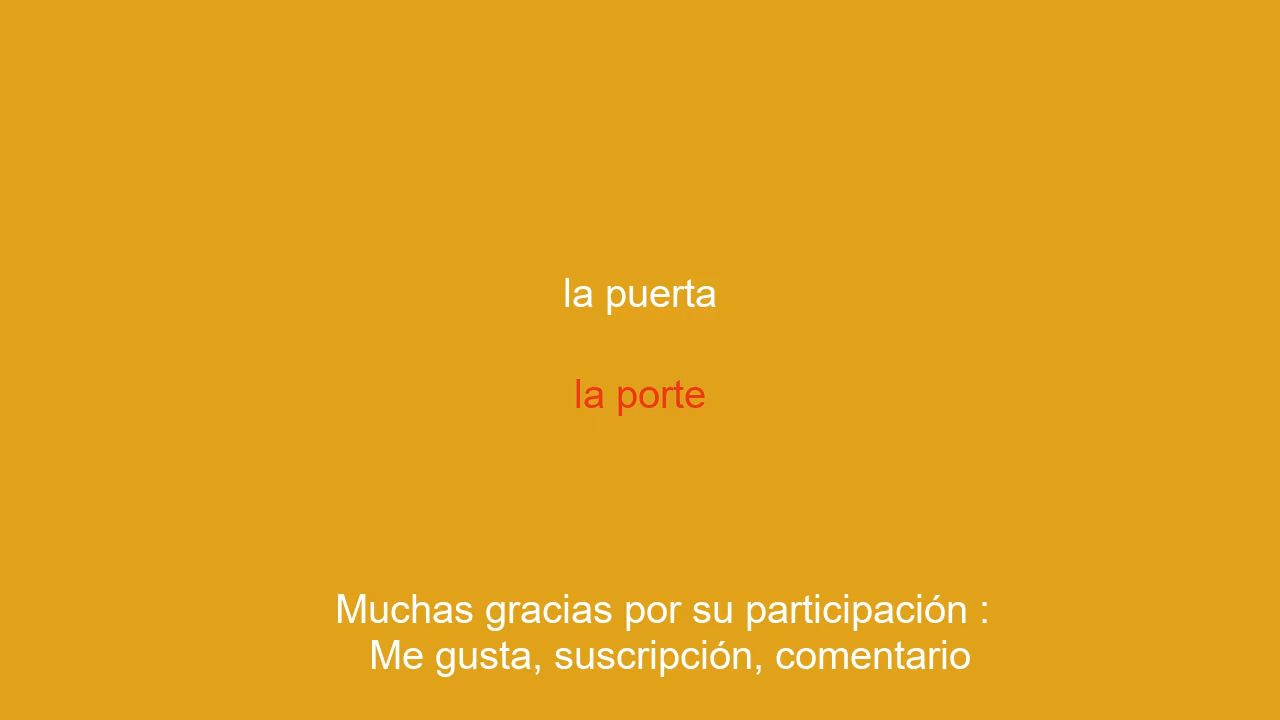 la puerta
la porte
Muchas gracias por su participación :
Me gusta, suscripción, comentario